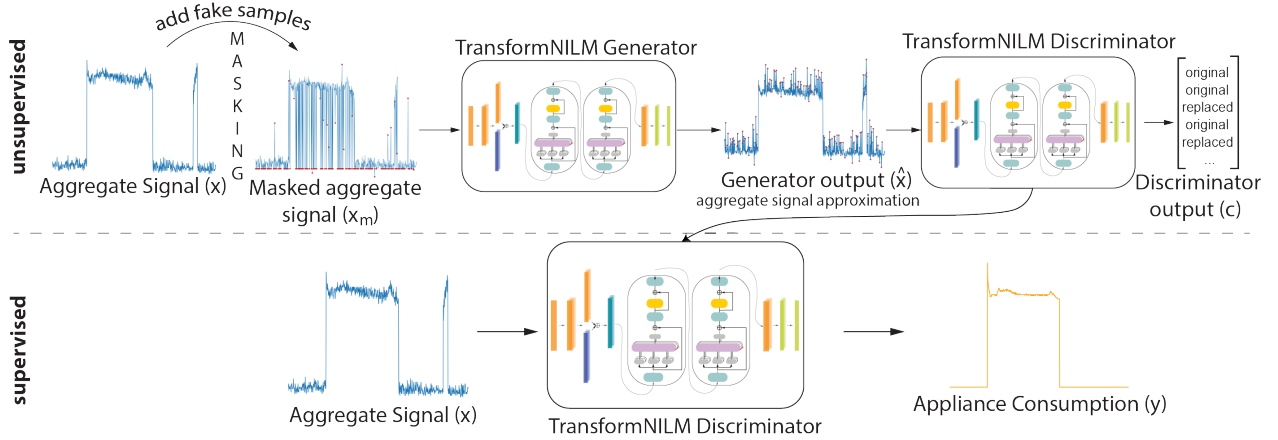 unsupervised
add fake samples
MASKING
TransformNILM Generator
TransformNILM Discriminator
original
original
replaced
original
replaced
...
Aggregate Signal (x)
Masked aggregate
signal (xₘ)
Generator output (x̂)
aggregate signal approximation
Discriminator
output (c)
supervised
Aggregate Signal (x)
TransformNILM Discriminator
Appliance Consumption (y)